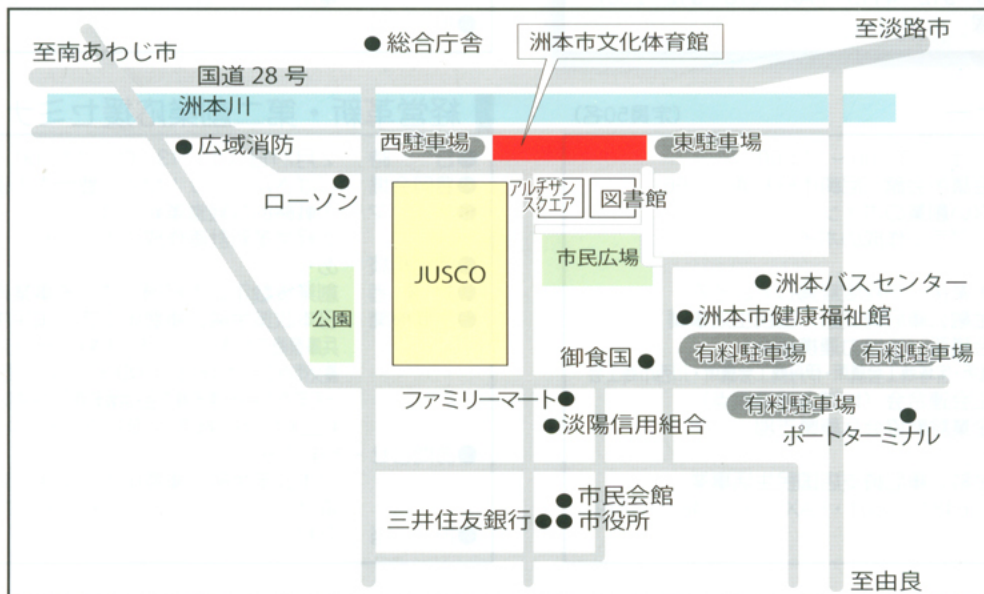 至淡路市
総合庁舎
洲本市文化体育館
至南あわじ市
国道28号
洲本川
広域消防
西駐車場
東駐車場
ローソン
アルチザン
スクエア
図書館
市民広場
JUSCO
洲本バスセンター
公園
洲本市健康福祉館
御食国
有料駐車場
有料駐車場
ファミリーマート
有料駐車場
淡陽信用組合
ポートターミナル
市民会館
三井住友銀行
市役所
至由良